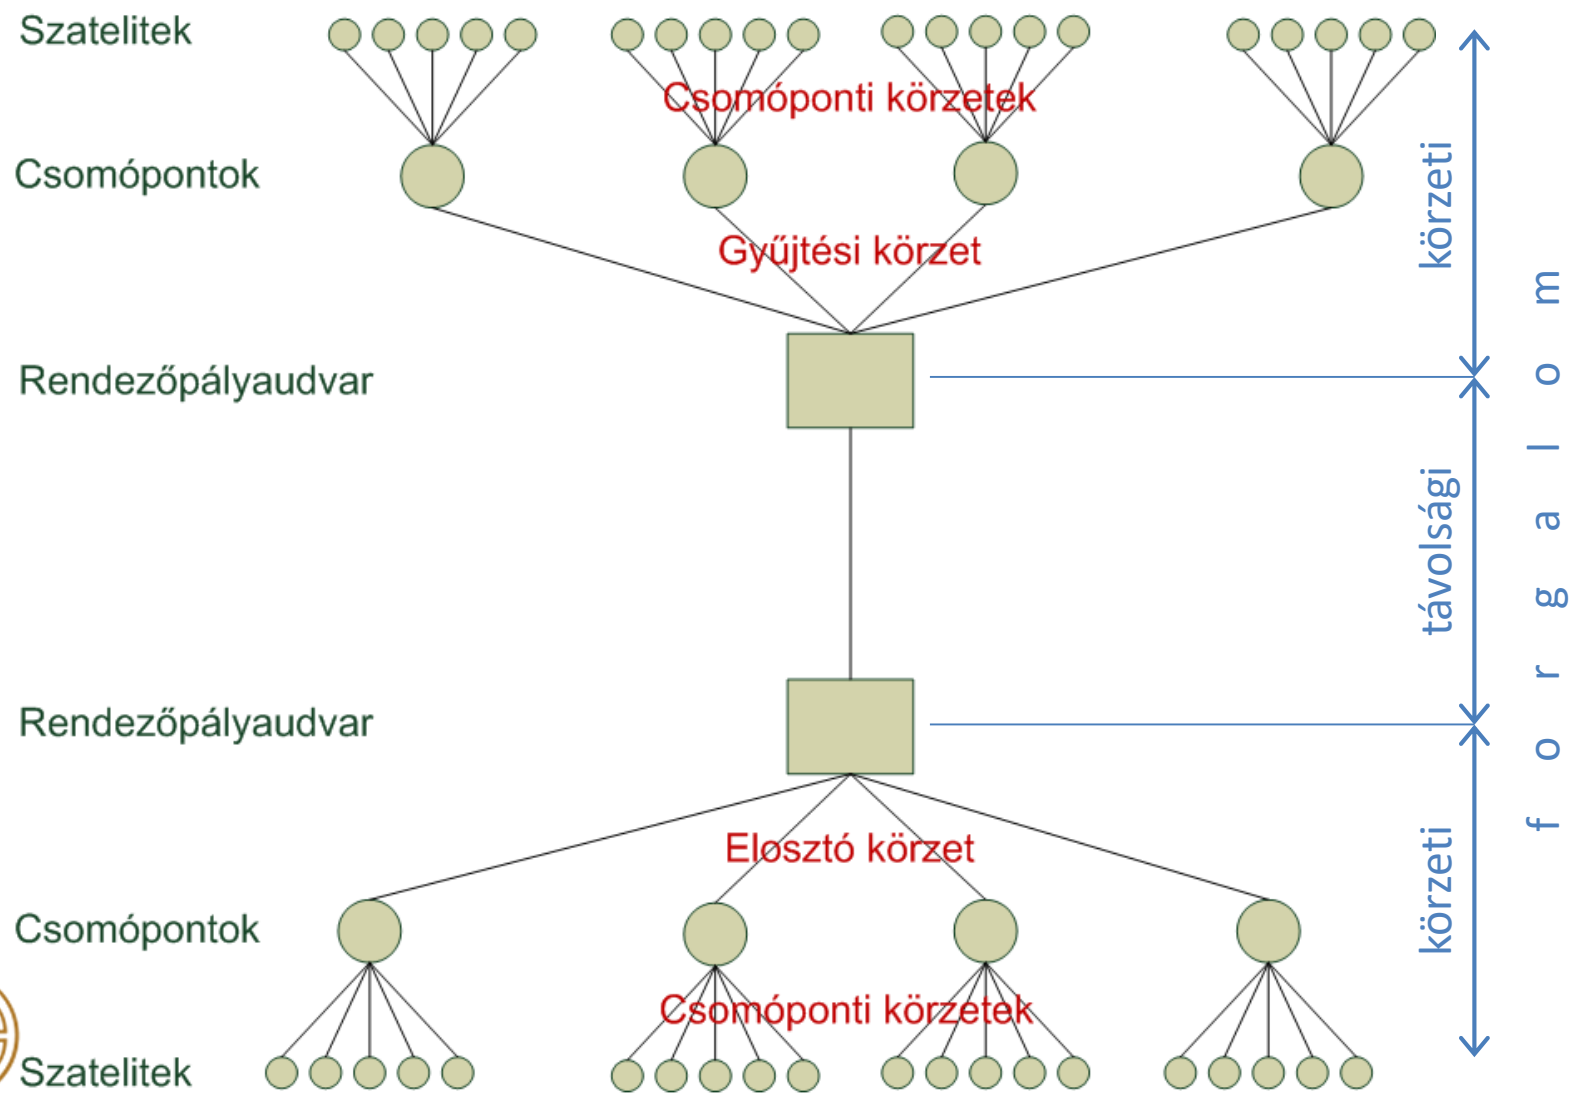 Szatelitek
Csomóponti körzetek
Csomópontok
Gyűjtési körzet
Rendezőpályaudvar
Rendezőpályaudvar
Elosztó körzet
Csomópontok
Csomóponti körzetek
Szatelitek
körzeti
távolsági
körzeti
f o r g a l o m